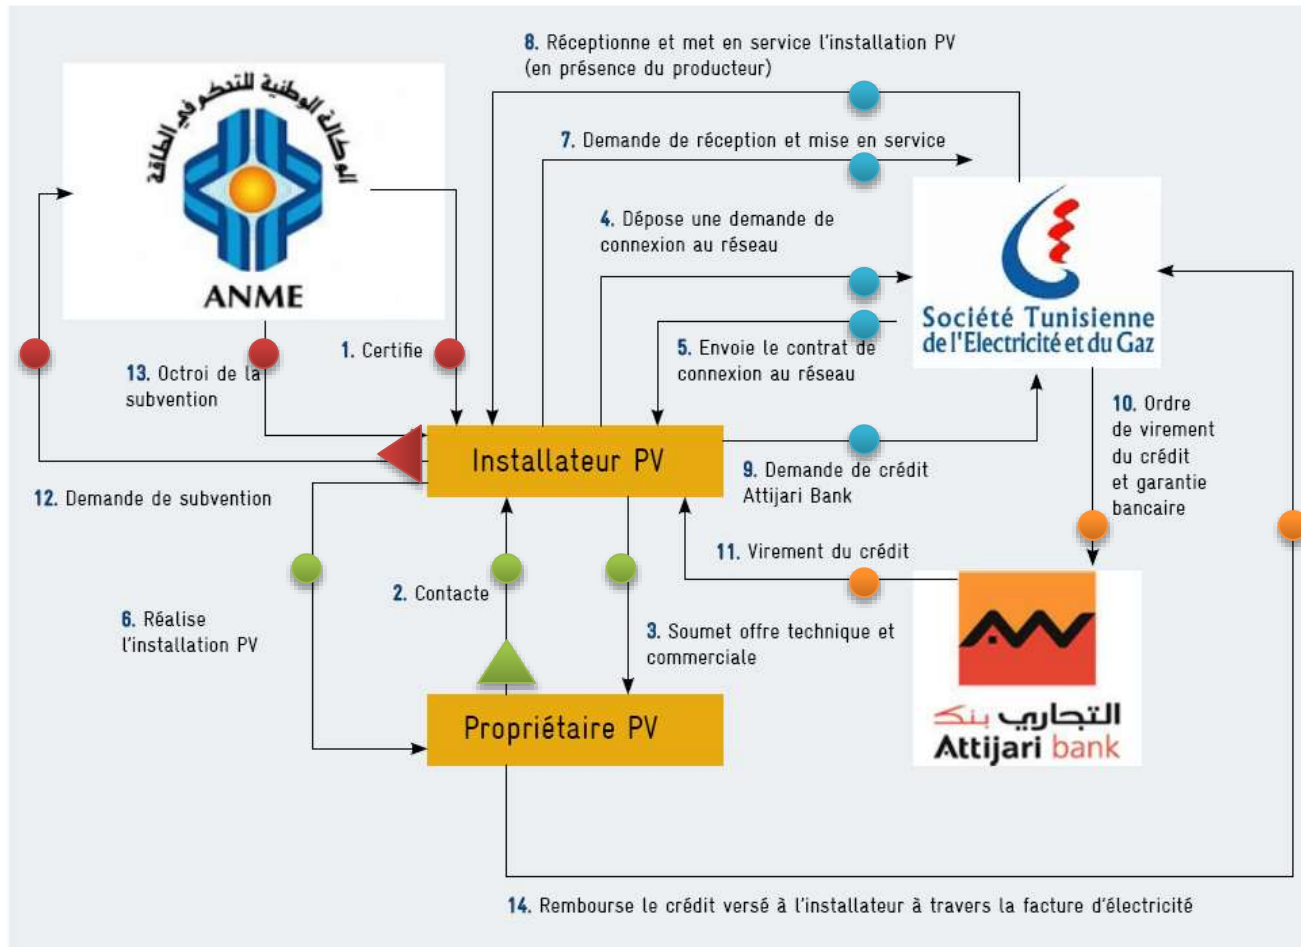 8. Réceptionne et met en service l'installation PV
(en présence du producteur)
الوكالة الوطنية للتحكم في الطاقة
ANME
7. Demande de réception et mise en service
4. Dépose une demande de
connexion au réseau
Société Tunisienne
de l'Electricité et du Gaz
1. Certifie
5. Envoie le contrat de
connexion au réseau
13. Octroi de la
subvention
10. Ordre
de virement
du crédit
et garantie
bancaire
Installateur PV
9. Demande de crédit
Attijari Bank
12. Demande de subvention
11. Virement du crédit
2. Contacte
6. Réalise
l'installation PV
3. Soumet offre technique et
commerciale
Propriétaire PV
التجاري بنك
Attijari bank
14. Rembourse le crédit versé à l'installateur à travers la facture d'électricité